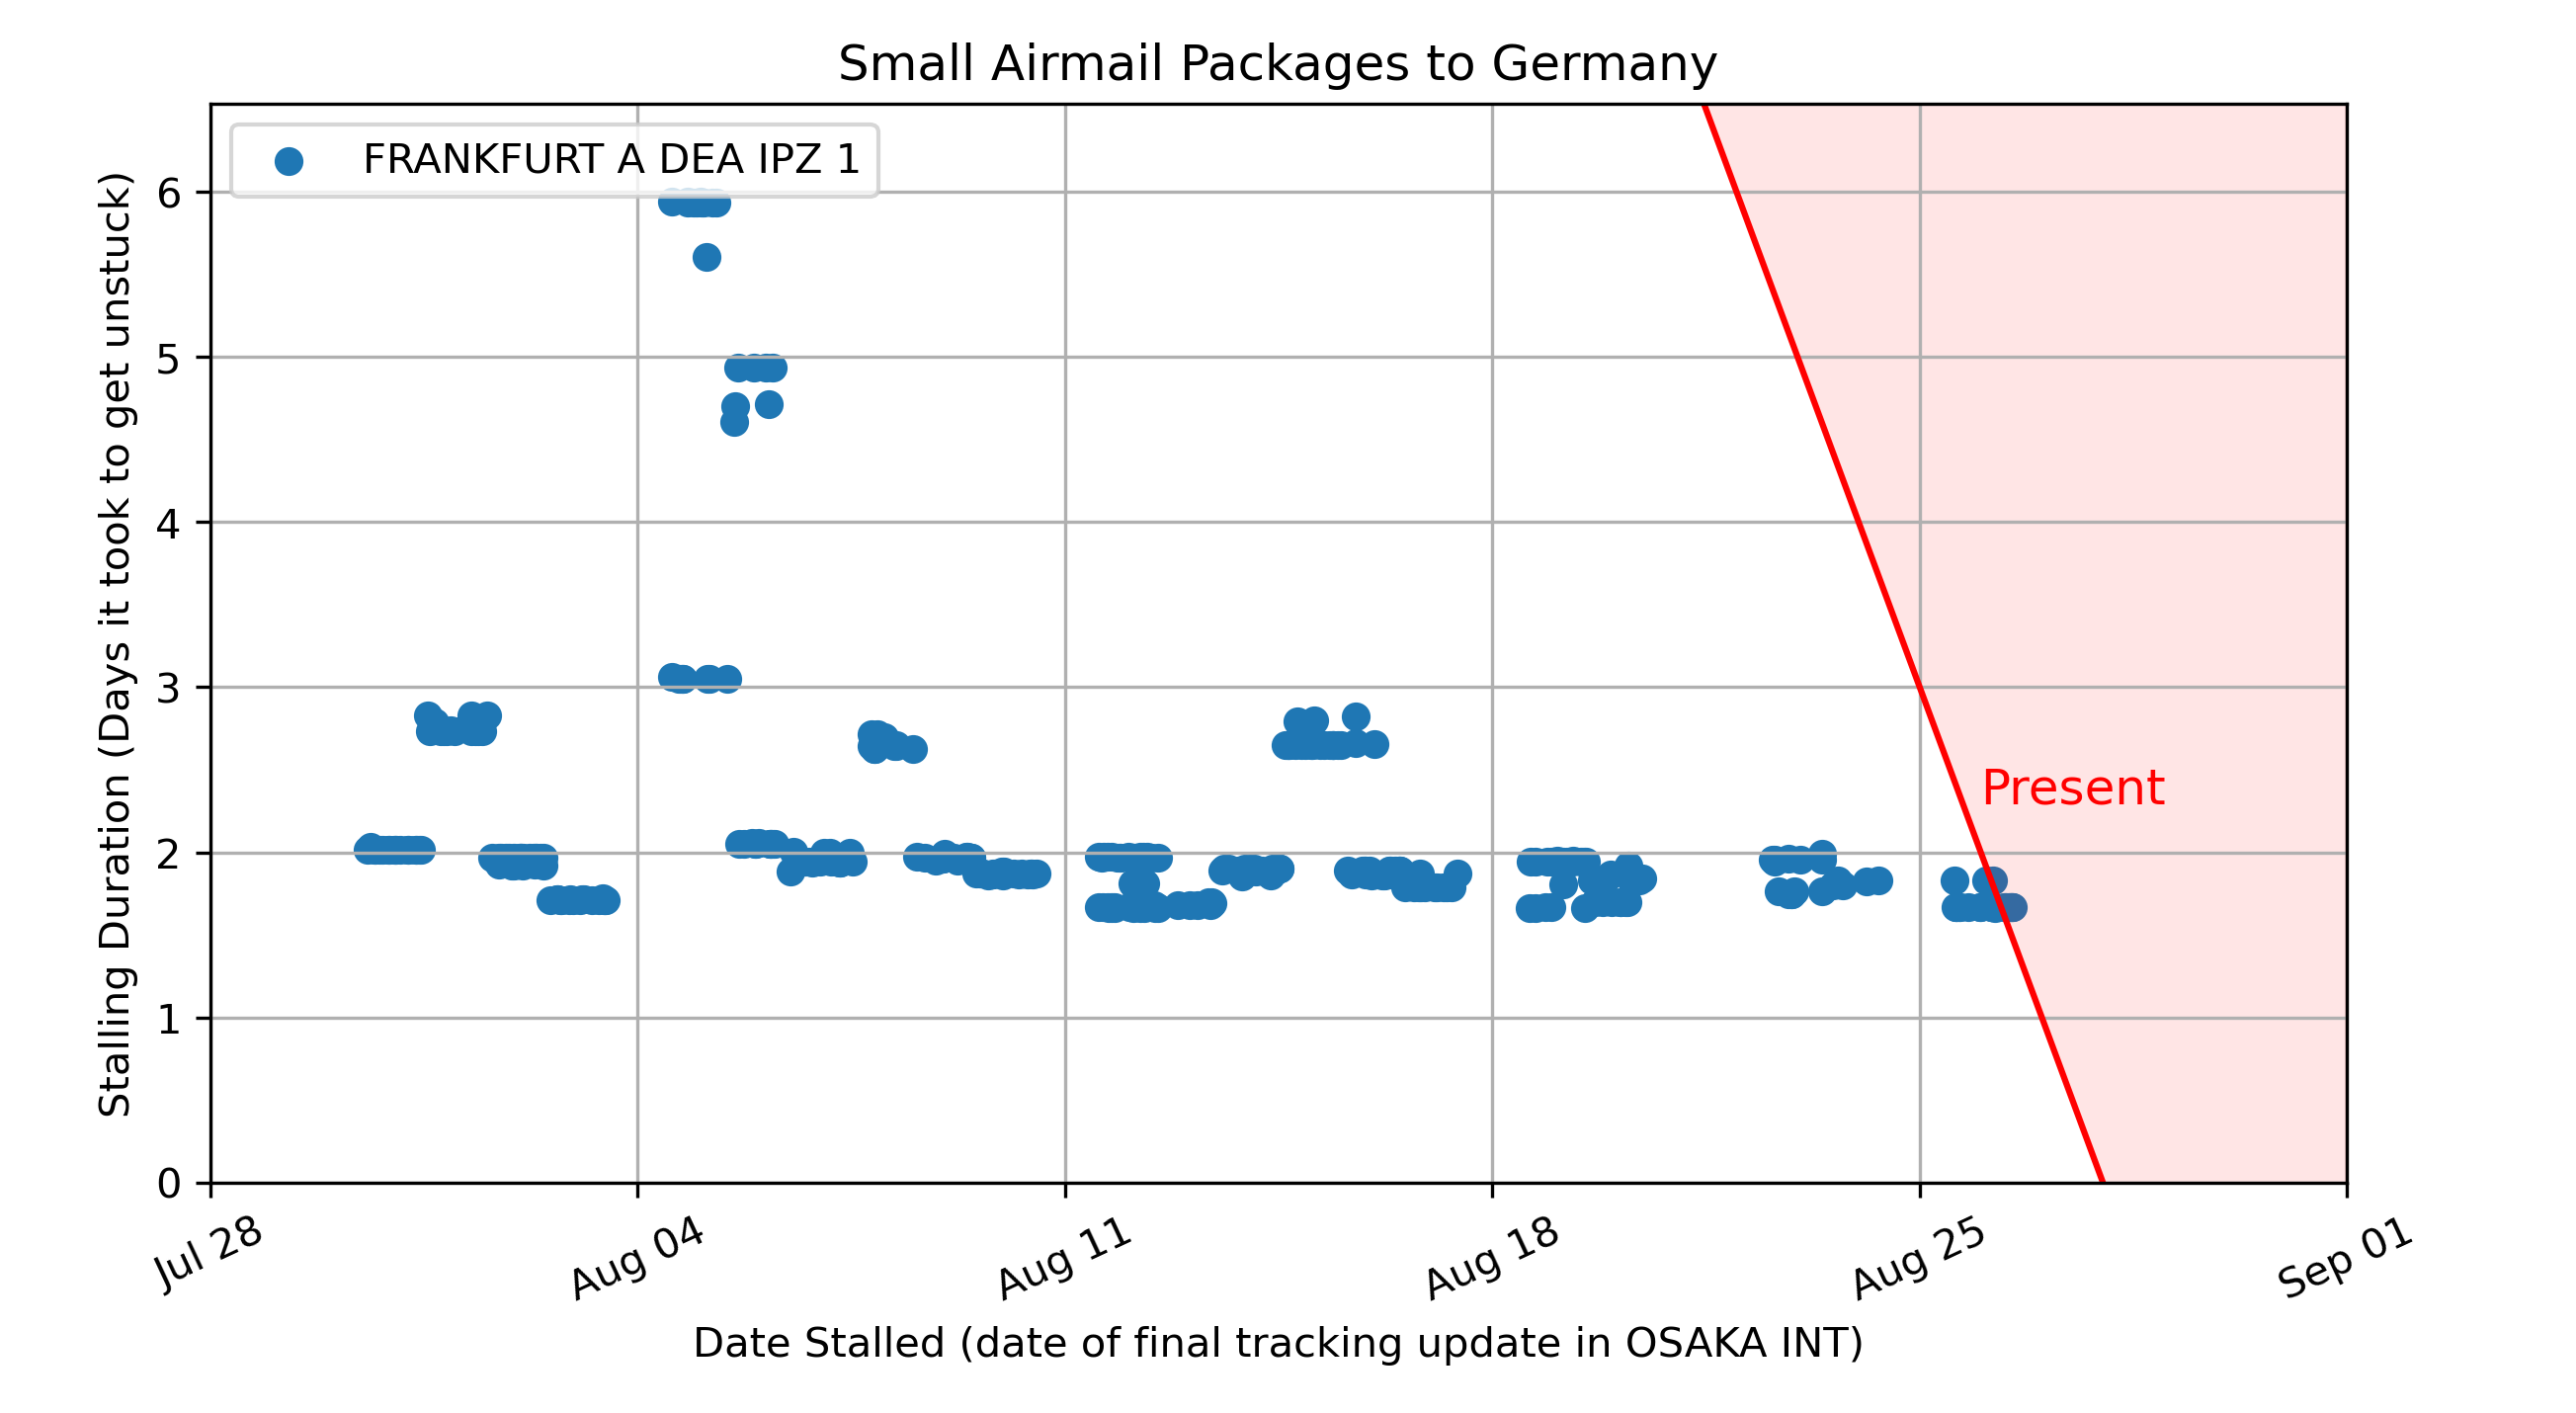 Small Airmail Packages to Germany
FRANKFURT A DEA IPZ 1
Stalling Duration (Days it took to get unstuck)
6
5
4
3
2
1
0
Present
Jul 28
Aug 04
Aug 11
Aug 18
Aug 25
Sep 01
Date Stalled (date of final tracking update in OSAKA INT)